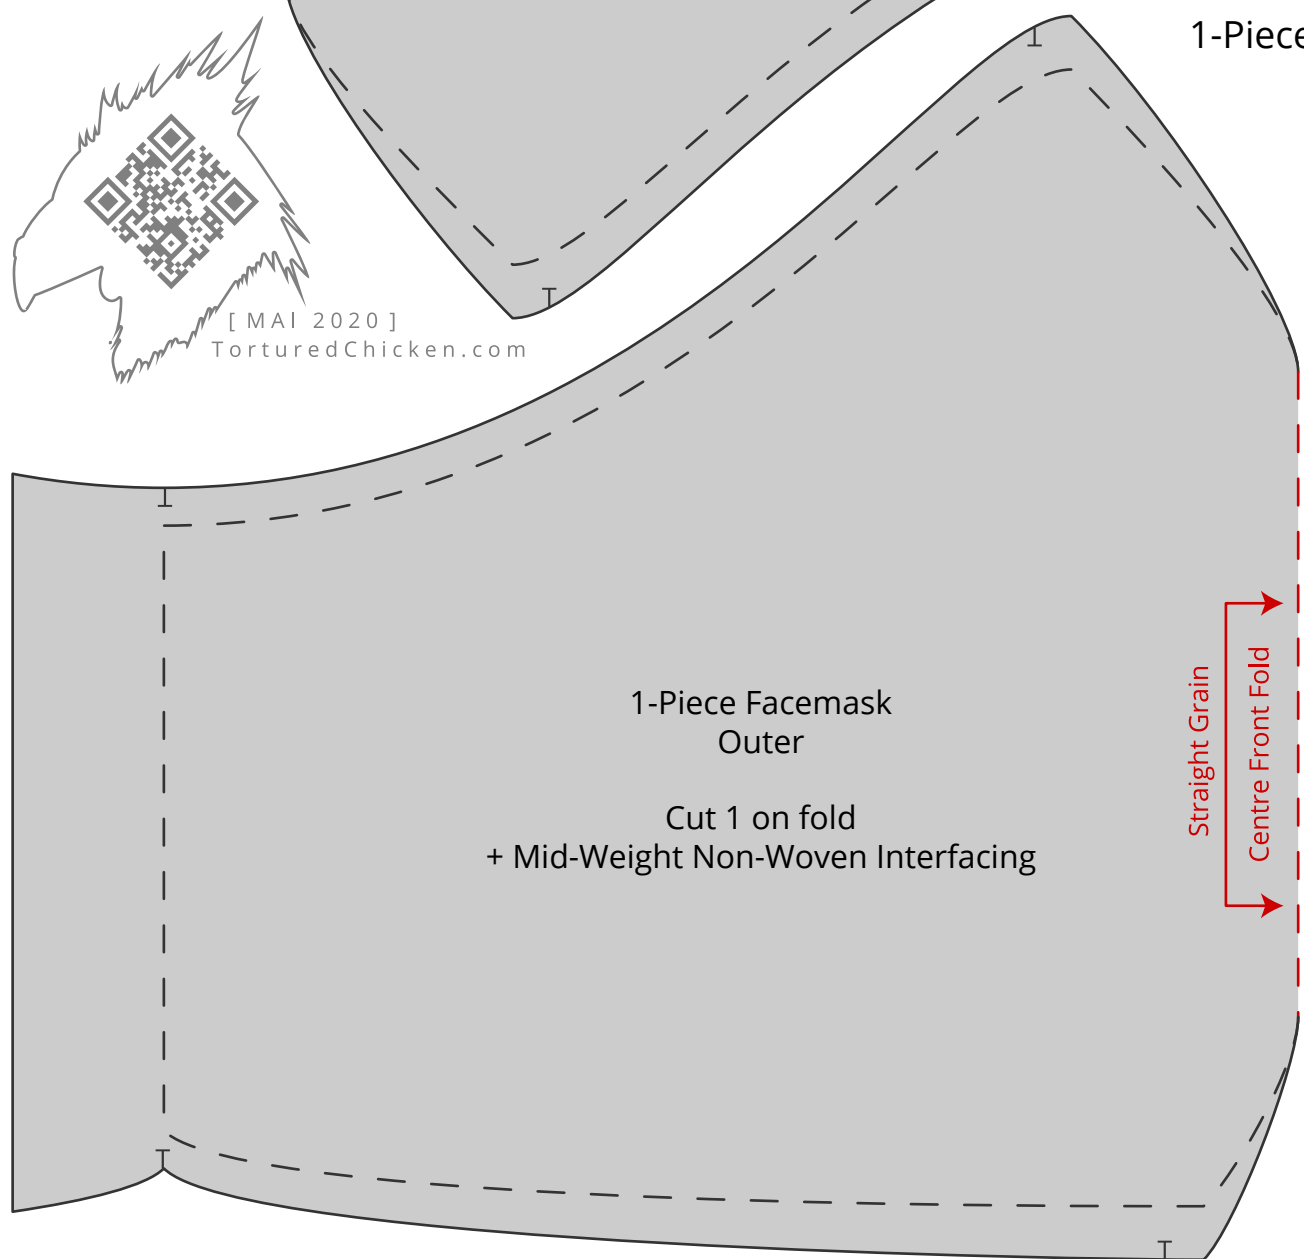 1-Piece
[ MAI 2020 ]
TorturedChicken.com
1-Piece Facemask
Outer
Cut 1 on fold
+ Mid-Weight Non-Woven Interfacing
Straight Grain
Centre Front Fold